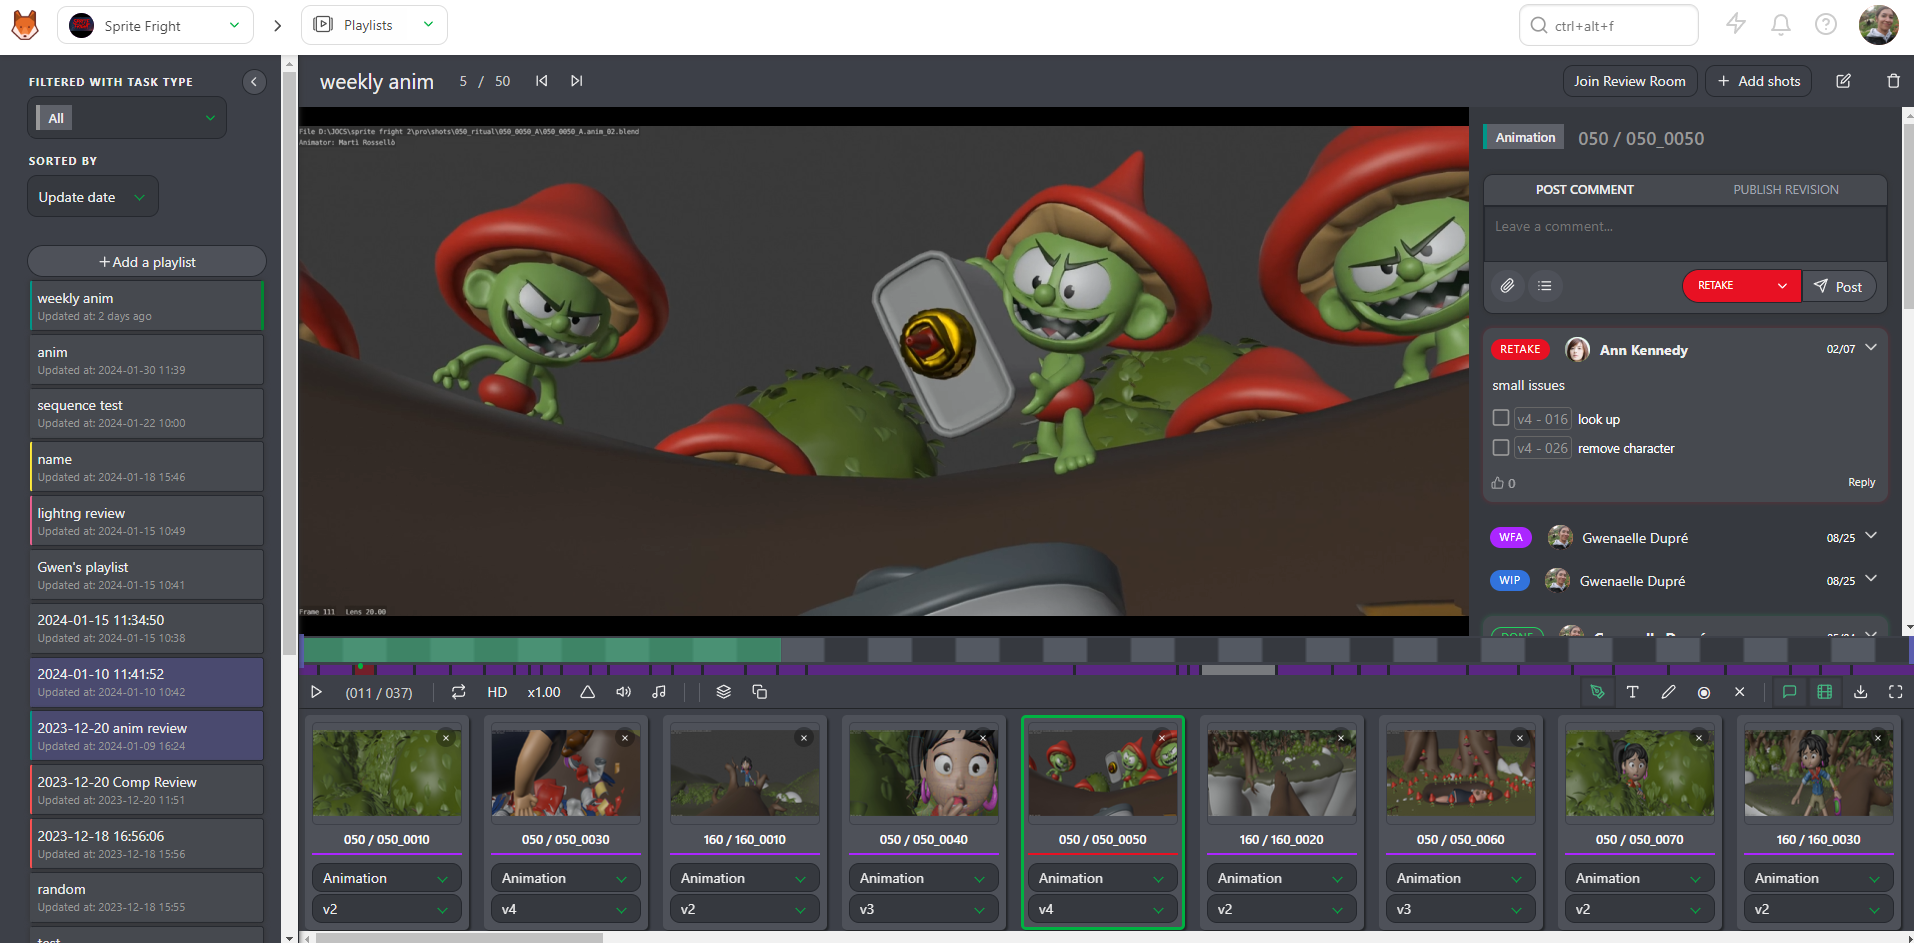 Sprite Fright
Playlists
ctrl+alt+f
FILTERED WITH TASK TYPE
All
SORTED BY
Update date
Add a playlist
weekly anim
Updated at: 2 days ago
anim
Updated at: 2024-01-30 11:39
sequence test
Updated at: 2024-01-22 10:00
name
Updated at: 2024-01-18 15:46
lightng review
Updated at: 2024-01-15 10:49
Gwen's playlist
Updated at: 2024-01-15 10:41
2024-01-15 11:34:50
Updated at: 2024-01-15 10:38
2024-01-10 11:41:52
Updated at: 2024-01-10 10:42
2023-12-20 anim review
Updated at: 2024-01-09 16:24
2023-12-20 Comp Review
Updated at: 2023-12-20 11:51
2023-12-18 16:56:06
Updated at: 2023-12-18 15:56
random
Updated at: 2023-12-18 15:55
weekly anim 5 / 50
Join Review Room
Add shots
File D:\JOCS\sprite fright 2\pro\shots\050_ritual\050_0050_A\050_0050_A.anim_02.blend
Animator: Martí Rosselló
Frame 111 Lens 20.00
Animation 050 / 050_0050
POST COMMENT PUBLISH REVISION
Leave a comment...
RETAKE Post
RETAKE Ann Kennedy 02/07
small issues
v4 - 016 look up
v4 - 026 remove character
0 Reply
WFA Gwenaelle Dupré 08/25
WIP Gwenaelle Dupré 08/25
(011 / 037) HD x1.00
050 / 050_0010
Animation
v2
050 / 050_0030
Animation
v4
160 / 160_0010
Animation
v2
050 / 050_0040
Animation
v3
050 / 050_0050
Animation
v4
160 / 160_0020
Animation
v2
050 / 050_0060
Animation
v3
050 / 050_0070
Animation
v2
160 / 160_0030
Animation
v2